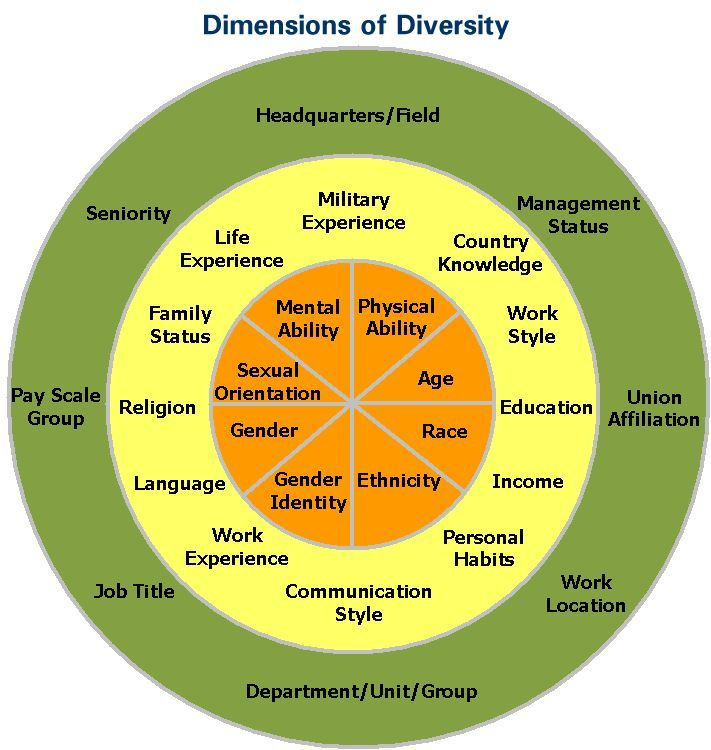 Dimensions of Diversity
Headquarters/Field
Seniority
Management
Status
Pay Scale
Group
Union
Affiliation
Job Title
Work
Location
Department/Unit/Group
Military
Experience
Life
Experience
Country
Knowledge
Family
Status
Work
Style
Religion
Education
Language
Income
Work
Experience
Personal
Habits
Communication
Style
Mental
Ability
Physical
Ability
Sexual
Orientation
Age
Gender
Race
Gender
Identity
Ethnicity